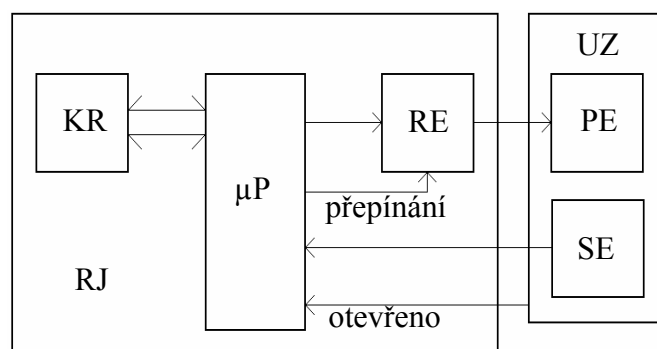 UZ
KR
RE
PE
µP
přepínání
SE
RJ
otevřeno